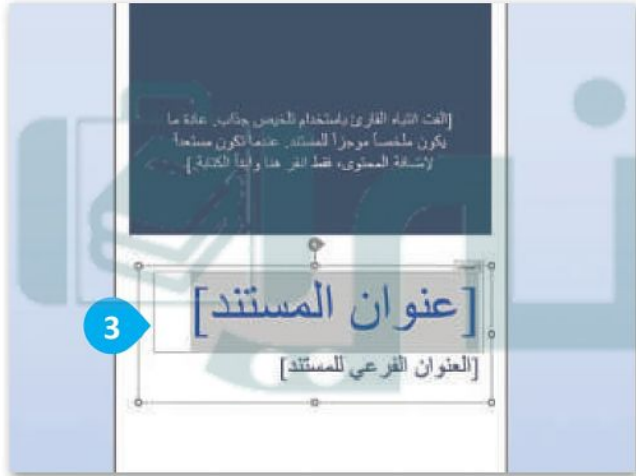 [الفت انتباه القارئ باستخدام تلخيص جذاب. عادة ما
يكون ملخصاً موجزاً للمستند. عندما تكون مستعداً
لإضافة المحتوى، فقط انقر هنا وابدأ الكتابة.]
[عنوان المستند]
3
[العنوان الفرعي للمستند]